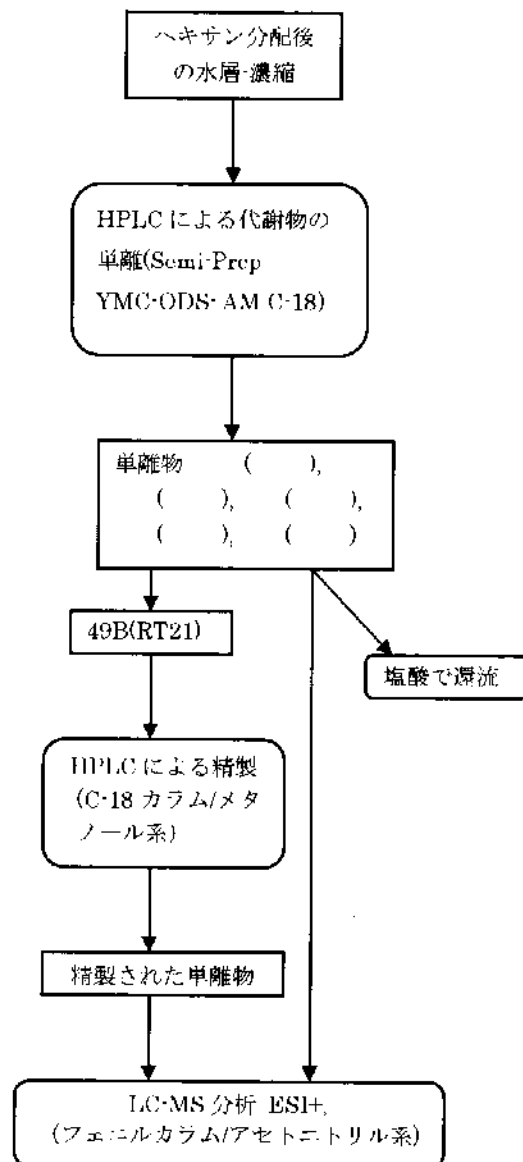 ヘキサン分配後
の水層·濃縮
HPLC による代謝物の
単離(Semi-Prep
YMC-ODS- AM C-18)
単離物 ( ),
( ), ( ),
( ), ( )
49B(RT21)
塩酸で還流
HPLC による精製
(C-18 カラム/メタ
ノール系)
精製された単離物
LC-MS 分析 ESI+,
(フェニルカラム/アセトニトリル系)